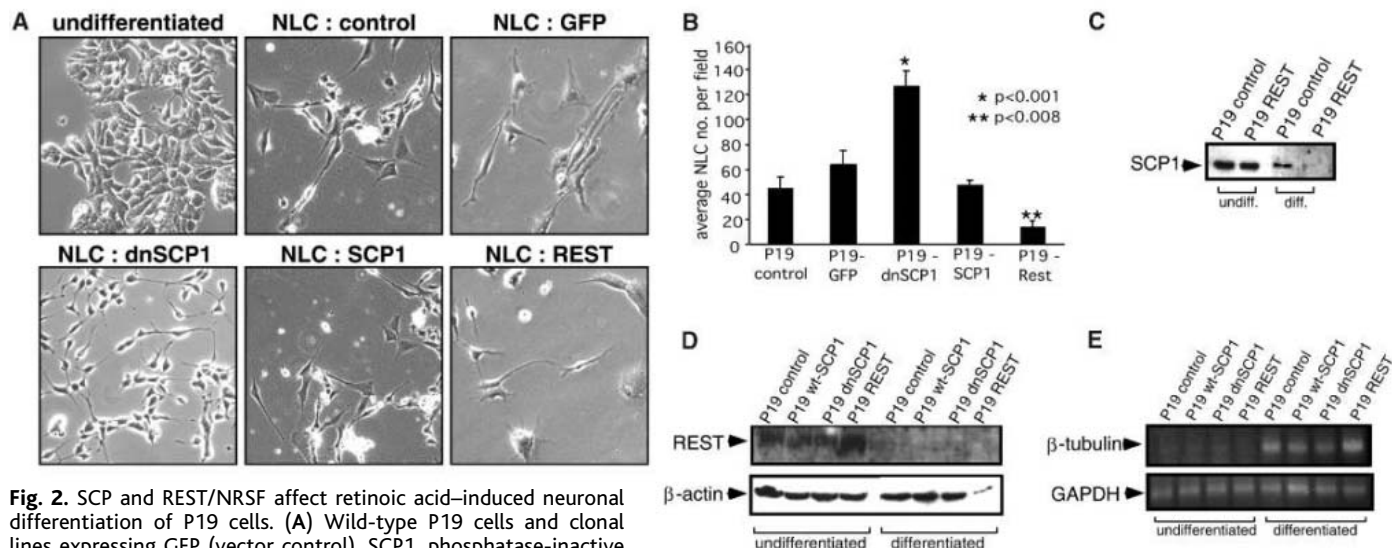 A
undifferentiated
NLC : control
NLC : GFP
NLC : dnSCP1
NLC : SCP1
NLC : REST
B
average NLC no. per field
160
140
120
100
80
60
40
20
0
*
* p<0.001
** p<0.008
**
P19 control
P19-GFP
P19 - dnSCP1
P19 - SCP1
P19 - Rest
C
P19 control
P19 REST
P19 control
P19 REST
SCP1
undiff.
diff.
D
P19 control
P19 wt-SCP1
P19 dnSCP1
P19 REST
P19 control
P19 wt-SCP1
P19 dnSCP1
P19 REST
REST
β-actin
undifferentiated
differentiated
E
P19 control
P19 wt-SCP1
P19 dnSCP1
P19 REST
P19 control
P19 wt-SCP1
P19 dnSCP1
P19 REST
β-tubulin
GAPDH
undifferentiated
differentiated
Fig. 2. SCP and REST/NRSF affect retinoic acid–induced neuronal
differentiation of P19 cells. (A) Wild-type P19 cells and clonal
lines expressing GFP (vector control), SCP1, phosphatase-inactive